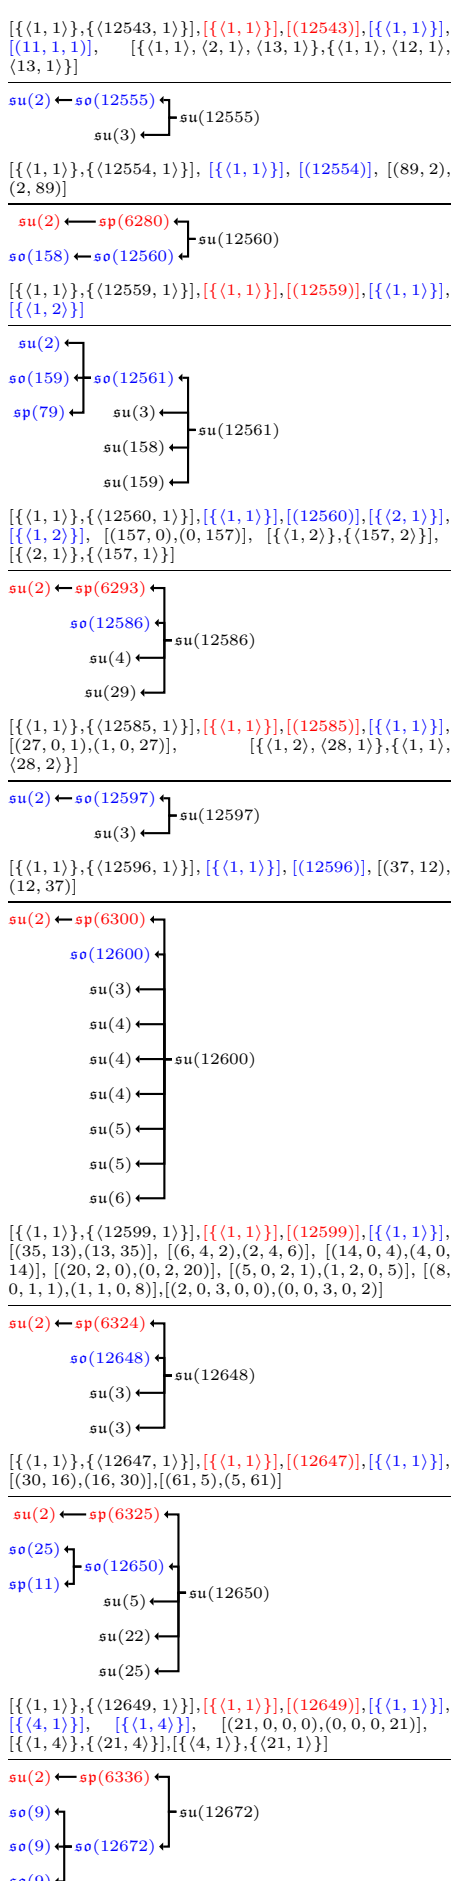 [{⟨1, 1⟩},{⟨12543, 1⟩}],[{⟨1, 1⟩}],[(12543)],[{⟨1, 1⟩}],
[(11, 1, 1)], [{⟨1, 1⟩, ⟨2, 1⟩, ⟨13, 1⟩},{⟨1, 1⟩, ⟨12, 1⟩,
⟨13, 1⟩}]
𝔰𝔲(2) 𝔰𝔬(12555)
𝔰𝔲(12555)
𝔰𝔲(3)
[{⟨1, 1⟩},{⟨12554, 1⟩}], [{⟨1, 1⟩}], [(12554)], [(89, 2),
(2, 89)]
𝔰𝔲(2) 𝔰𝔭(6280)
𝔰𝔲(12560)
𝔰𝔬(158) 𝔰𝔬(12560)
[{⟨1, 1⟩},{⟨12559, 1⟩}],[{⟨1, 1⟩}],[(12559)],[{⟨1, 1⟩}],
[{⟨1, 2⟩}]
𝔰𝔲(2)
𝔰𝔬(159) 𝔰𝔬(12561)
𝔰𝔭(79) 𝔰𝔲(3)
𝔰𝔲(12561)
𝔰𝔲(158)
𝔰𝔲(159)
[{⟨1, 1⟩},{⟨12560, 1⟩}],[{⟨1, 1⟩}],[(12560)],[{⟨2, 1⟩}],
[{⟨1, 2⟩}], [(157, 0),(0, 157)], [{⟨1, 2⟩},{⟨157, 2⟩}],
[{⟨2, 1⟩},{⟨157, 1⟩}]
𝔰𝔲(2) 𝔰𝔭(6293)
𝔰𝔬(12586)
𝔰𝔲(12586)
𝔰𝔲(4)
𝔰𝔲(29)
[{⟨1, 1⟩},{⟨12585, 1⟩}],[{⟨1, 1⟩}],[(12585)],[{⟨1, 1⟩}],
[(27, 0, 1),(1, 0, 27)], [{⟨1, 2⟩, ⟨28, 1⟩},{⟨1, 1⟩,
⟨28, 2⟩}]
𝔰𝔲(2) 𝔰𝔬(12597)
𝔰𝔲(12597)
𝔰𝔲(3)
[{⟨1, 1⟩},{⟨12596, 1⟩}], [{⟨1, 1⟩}], [(12596)], [(37, 12),
(12, 37)]
𝔰𝔲(2) 𝔰𝔭(6300)
𝔰𝔬(12600)
𝔰𝔲(3)
𝔰𝔲(4)
𝔰𝔲(4) 𝔰𝔲(12600)
𝔰𝔲(4)
𝔰𝔲(5)
𝔰𝔲(5)
𝔰𝔲(6)
[{⟨1, 1⟩},{⟨12599, 1⟩}],[{⟨1, 1⟩}],[(12599)],[{⟨1, 1⟩}],
[(35, 13),(13, 35)], [(6, 4, 2),(2, 4, 6)], [(14, 0, 4),(4, 0,
14)], [(20, 2, 0),(0, 2, 20)], [(5, 0, 2, 1),(1, 2, 0, 5)], [(8,
0, 1, 1),(1, 1, 0, 8)],[(2, 0, 3, 0, 0),(0, 0, 3, 0, 2)]
𝔰𝔲(2) 𝔰𝔭(6324)
𝔰𝔬(12648)
𝔰𝔲(12648)
𝔰𝔲(3)
𝔰𝔲(3)
[{⟨1, 1⟩},{⟨12647, 1⟩}],[{⟨1, 1⟩}],[(12647)],[{⟨1, 1⟩}],
[(30, 16),(16, 30)],[(61, 5),(5, 61)]
𝔰𝔲(2) 𝔰𝔭(6325)
𝔰𝔬(25)
𝔰𝔬(12650)
𝔰𝔭(11)
𝔰𝔲(12650)
𝔰𝔲(5)
𝔰𝔲(22)
𝔰𝔲(25)
[{⟨1, 1⟩},{⟨12649, 1⟩}],[{⟨1, 1⟩}],[(12649)],[{⟨1, 1⟩}],
[{⟨4, 1⟩}], [{⟨1, 4⟩}], [(21, 0, 0, 0),(0, 0, 0, 21)],
[{⟨1, 4⟩},{⟨21, 4⟩}],[{⟨4, 1⟩},{⟨21, 1⟩}]
𝔰𝔲(2) 𝔰𝔭(6336)
𝔰𝔬(9) 𝔰𝔲(12672)
𝔰𝔬(9) 𝔰𝔬(12672)
𝔰𝔬(9)